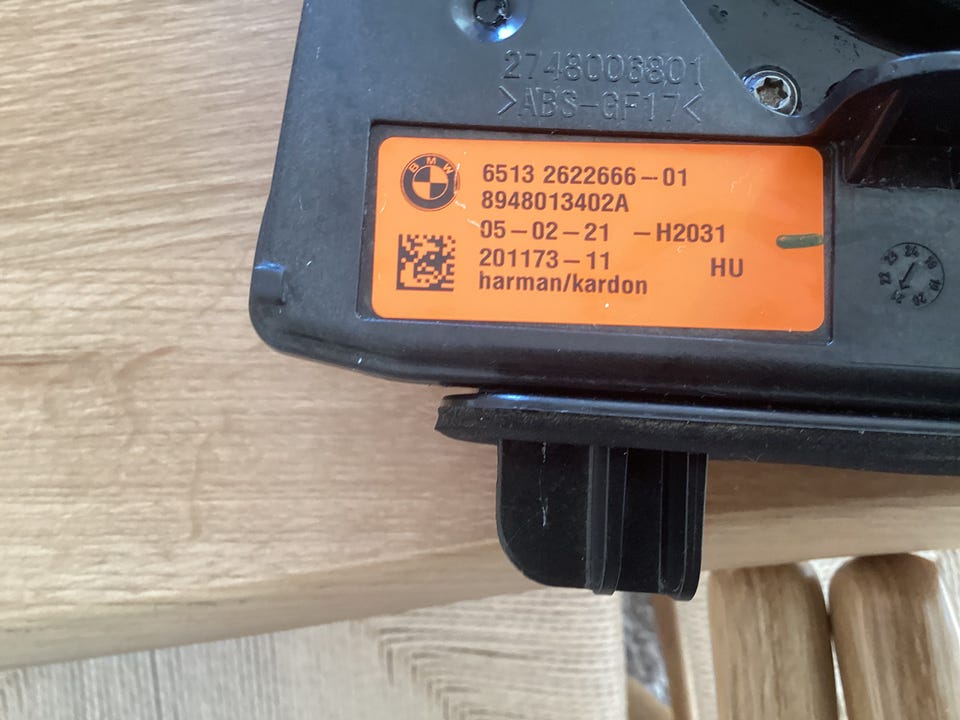 2748006801
>ABS-GF17<
BMW
6513 2622666-01
8948013402A
05-02-21 -H2031
201173-11 HU
harman/kardon